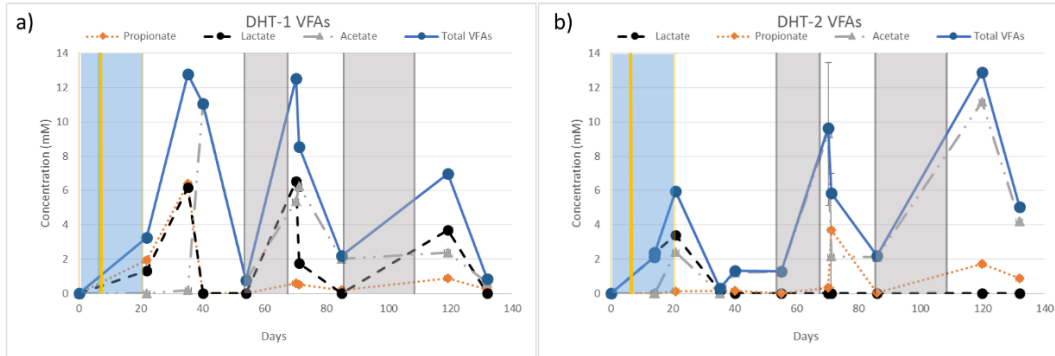 a)
DHT-1 VFAs
Propionate Lactate Acetate Total VFAs
14
12
10
8
6
4
2
0
Concentration (mM)
0 20 40 60 80 100 120 140
Days
b)
DHT-2 VFAs
Lactate Propionate Acetate Total VFAs
14
12
10
8
6
4
2
0
Concentration (mM)
0 20 40 60 80 100 120 140
Days